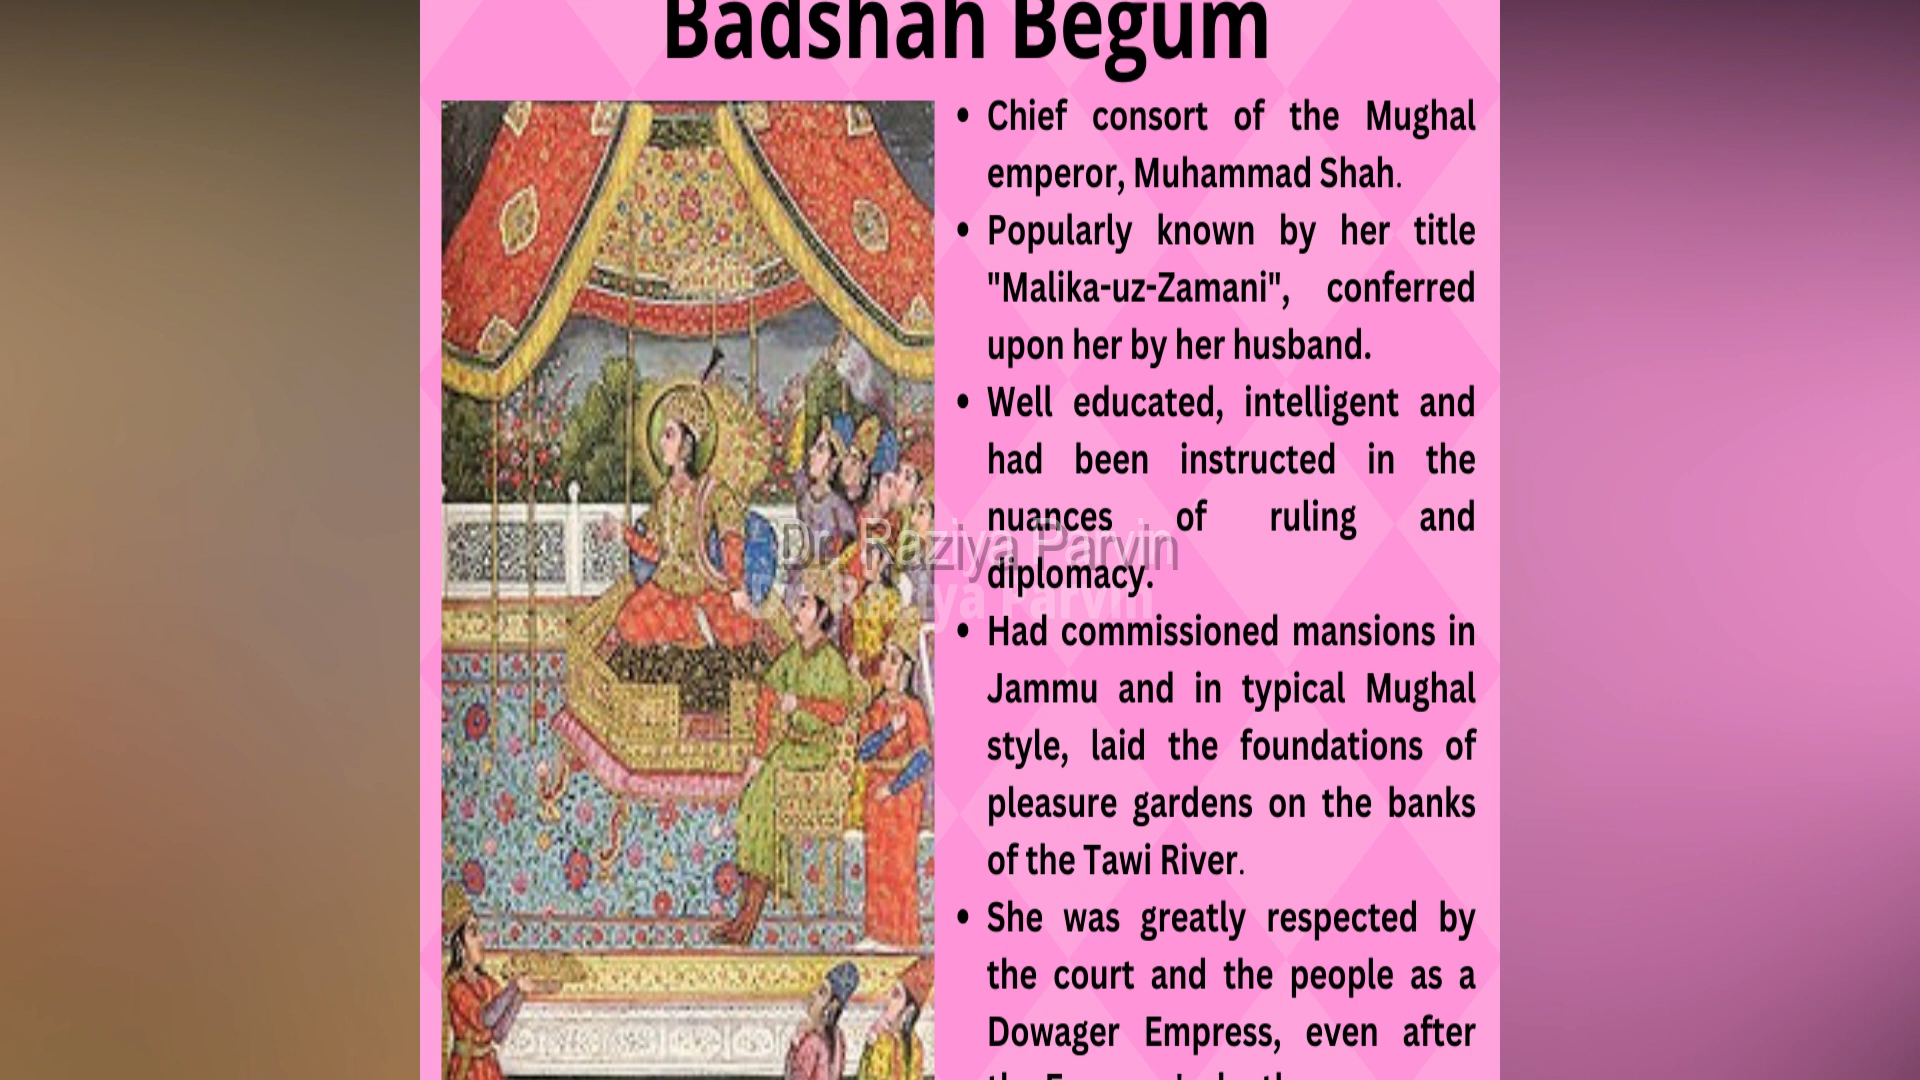 Badshah Begum
• Chief consort of the Mughal
emperor, Muhammad Shah.
• Popularly known by her title
"Malika-uz-Zamani", conferred
upon her by her husband.
• Well educated, intelligent and
had been instructed in the
nuances of ruling and
diplomacy.
• Had commissioned mansions in
Jammu and in typical Mughal
style, laid the foundations of
pleasure gardens on the banks
of the Tawi River.
• She was greatly respected by
the court and the people as a
Dowager Empress, even after
Dr. Raziya Parvin
Dr. Raziya Parvin